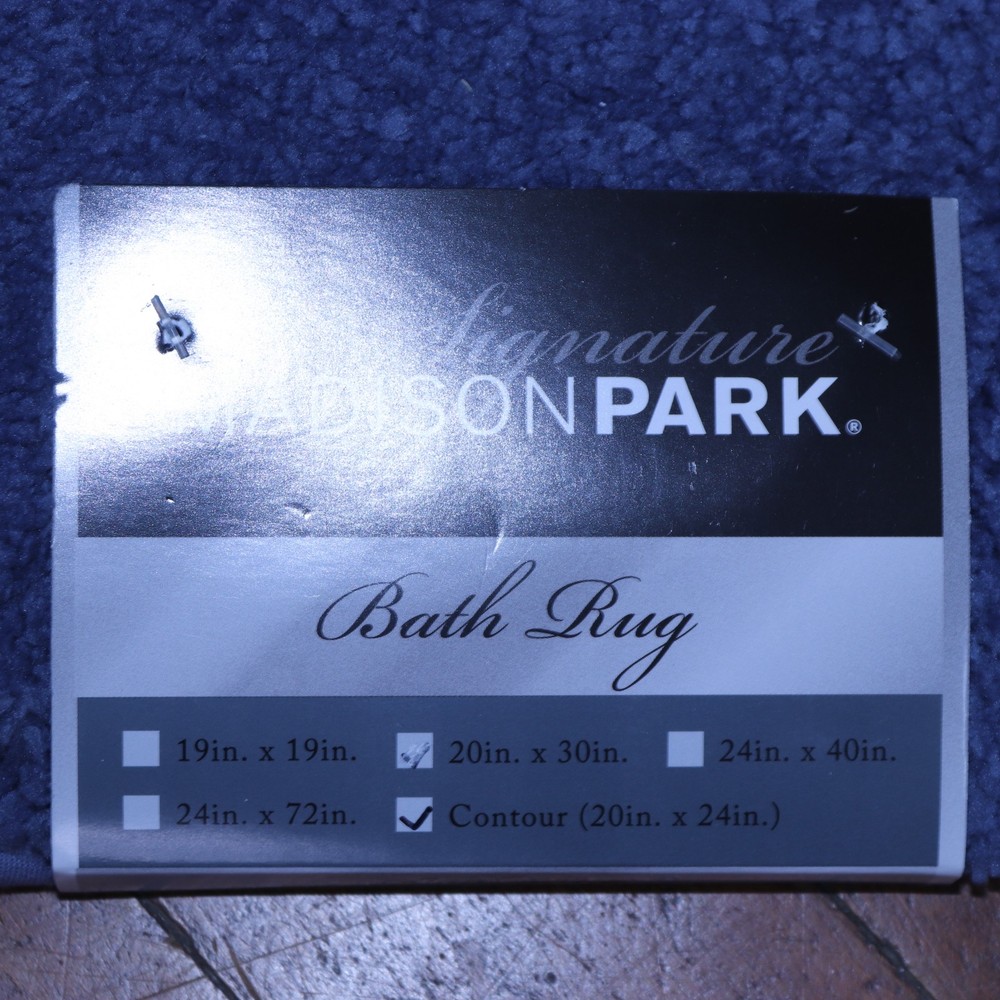 Signature
MADISONPARK®
Bath Rug
19in. x 19in. 20in. x 30in. 24in. x 40in.
24in. x 72in. Contour (20in. x 24in.)